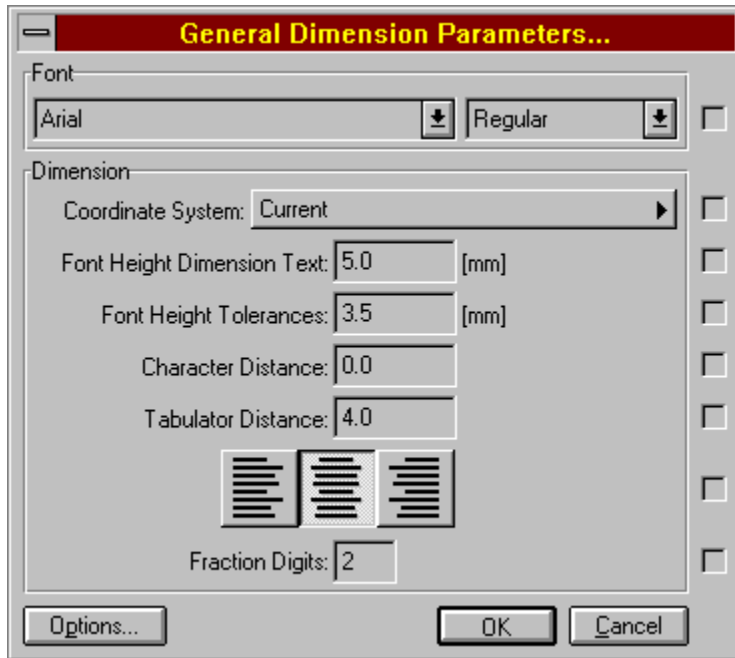 General Dimension Parameters...
Font
Arial Regular
Dimension
Coordinate System: Current
Font Height Dimension Text: 5.0 [mm]
Font Height Tolerances: 3.5 [mm]
Character Distance: 0.0
Tabulator Distance: 4.0
Fraction Digits: 2
Options... OK Cancel